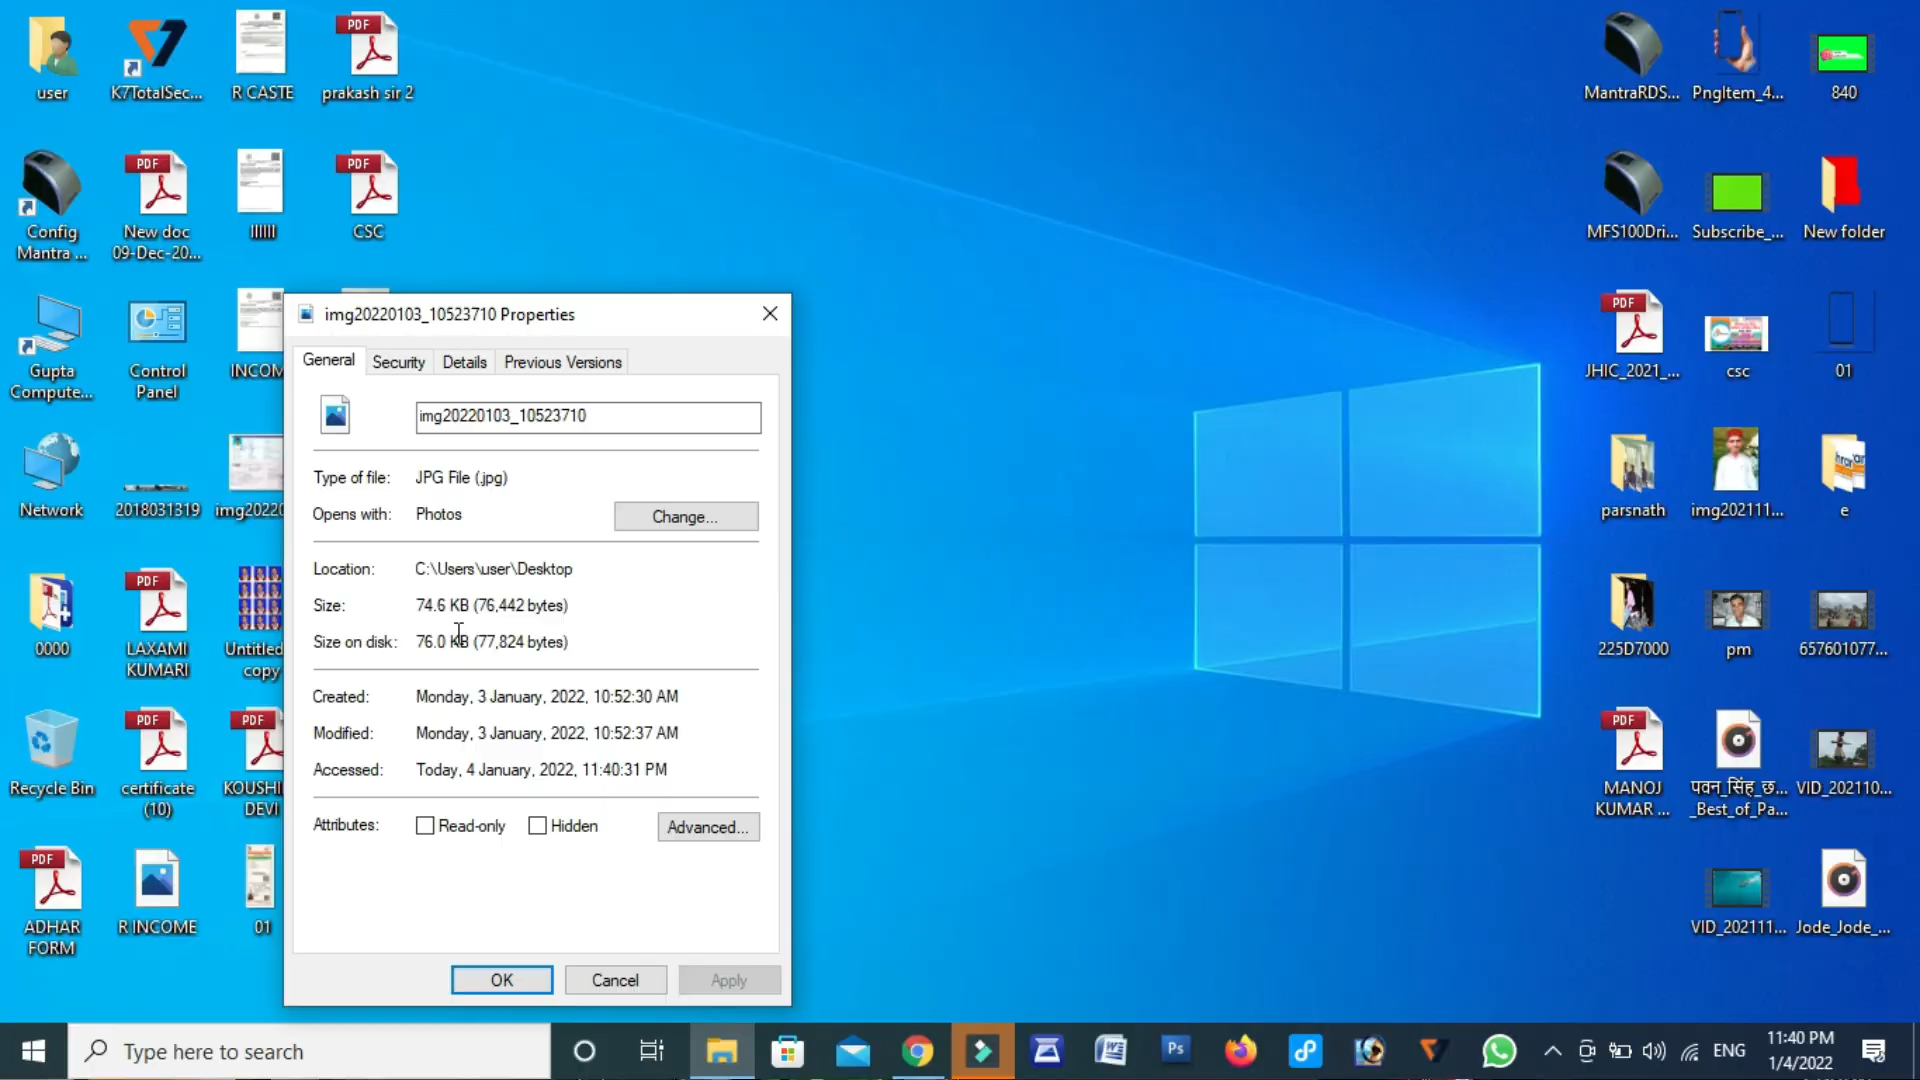 user
K7TotalSec...
R CASTE
prakash sir 2
MantraRDS...
PngItem_4...
840
Config
Mantra ...
New doc
09-Dec-20...
llllll
CSC
MFS100Dri...
Subscribe_...
New folder
Gupta
Compute...
Control
Panel
INCOM
JHIC_2021_...
csc
01
Network
2018031319
img2022
parsnath
img202111...
e
0000
LAXAMI
KUMARI
Untitled
copy
225D7000
pm
657601077...
Recycle Bin
certificate
(10)
KOUSHI
DEVI
MANOJ
KUMAR ...
पवन_सिंह_छ...
_Best_of_Pa...
VID_202110...
ADHAR
FORM
R INCOME
01
VID_202111...
Jode_Jode_...
img20220103_10523710 Properties
General
Security
Details
Previous Versions
img20220103_10523710
Type of file: JPG File (.jpg)
Opens with: Photos
Change...
Location: C:\Users\user\Desktop
Size: 74.6 KB (76,442 bytes)
Size on disk: 76.0 KB (77,824 bytes)
Created: Monday, 3 January, 2022, 10:52:30 AM
Modified: Monday, 3 January, 2022, 10:52:37 AM
Accessed: Today, 4 January, 2022, 11:40:31 PM
Attributes: Read-only Hidden
Advanced...
OK
Cancel
Apply
Type here to search
Ps
ENG
11:40 PM
1/4/2022